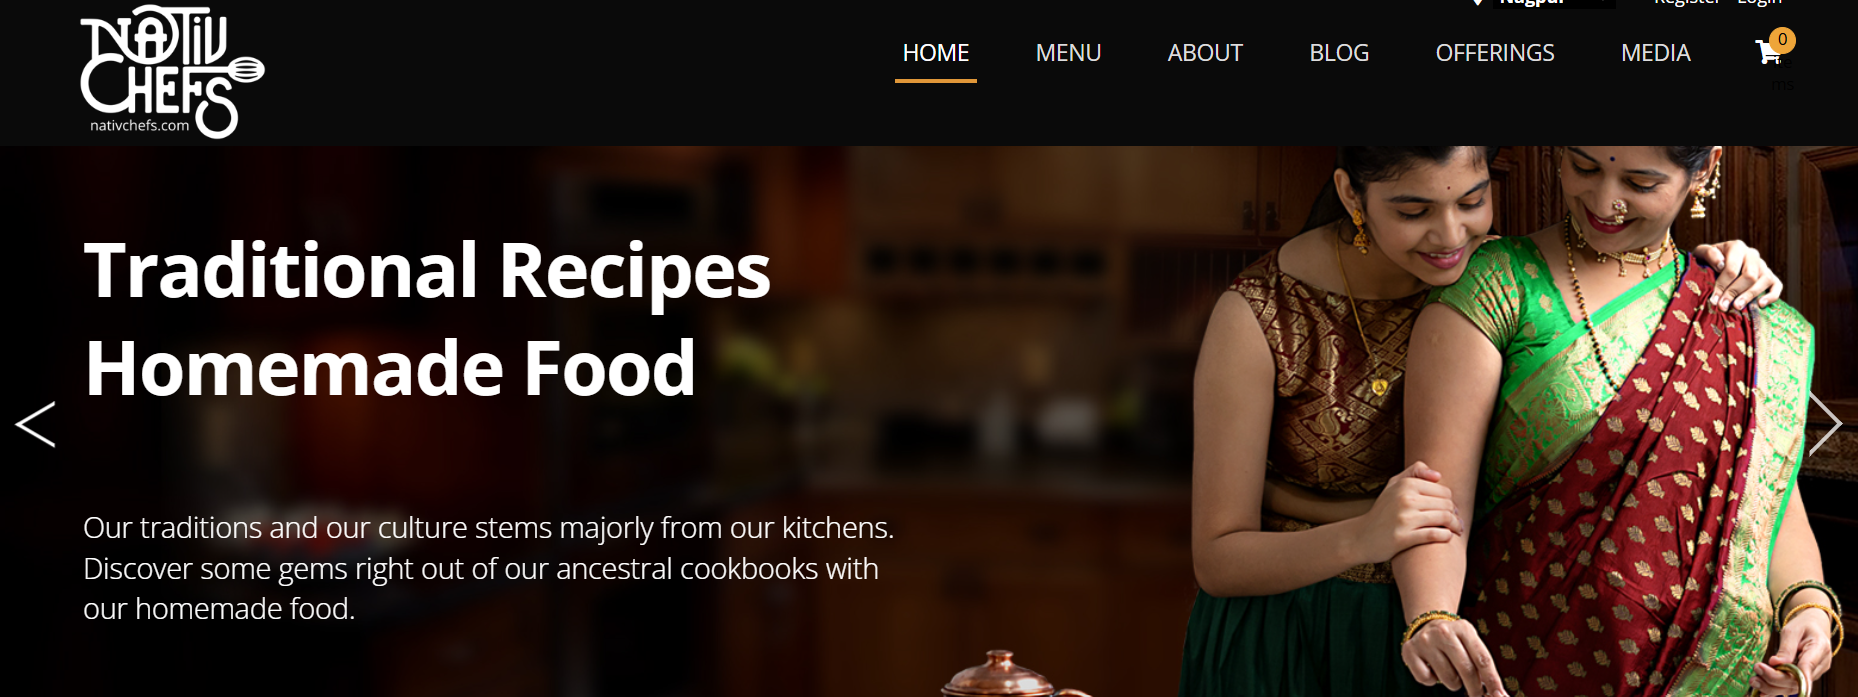 Nagpur
Register Login
NATIV
CHEFS
nativchefs.com
HOME MENU ABOUT BLOG OFFERINGS MEDIA 0
ms
Traditional Recipes
Homemade Food
Our traditions and our culture stems majorly from our kitchens.
Discover some gems right out of our ancestral cookbooks with
our homemade food.